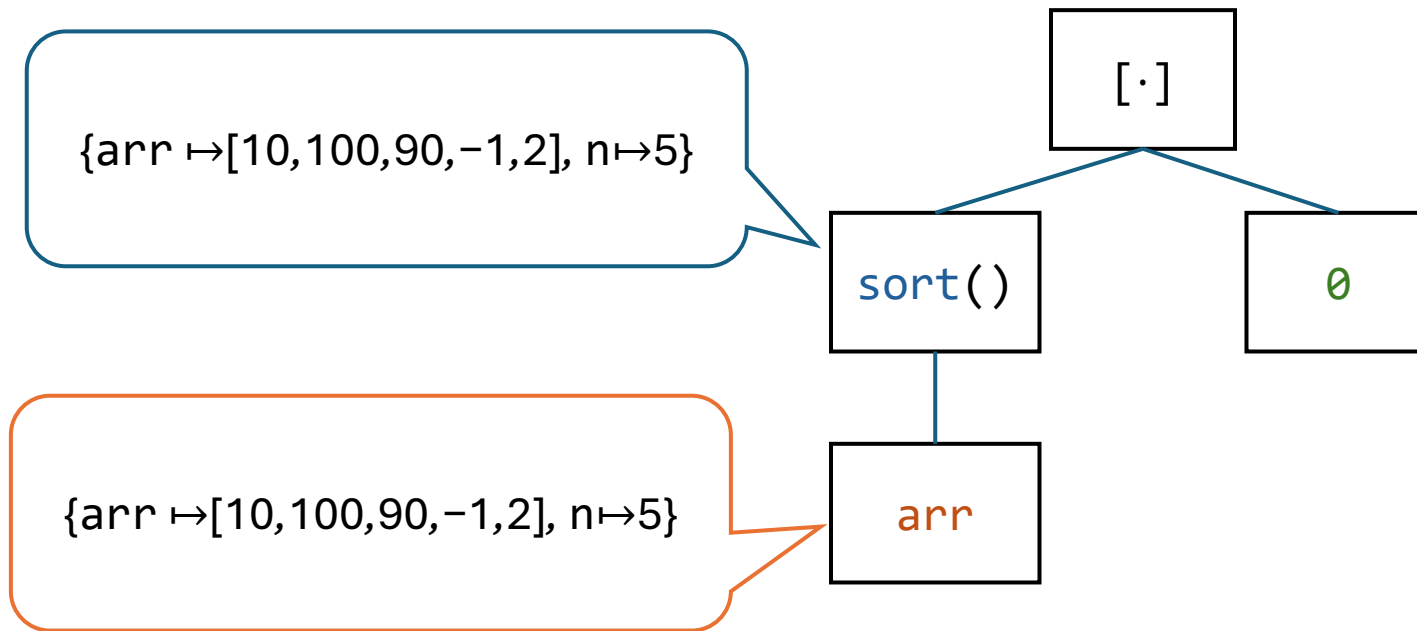 [·]
{arr ↦[10,100,90,−1,2], n↦5}
sort()
0
{arr ↦[10,100,90,−1,2], n↦5}
arr